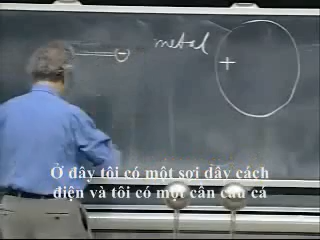 metal
−
+
Ở đây tôi có một sợi dây cách
điện và tôi có một cần câu cá